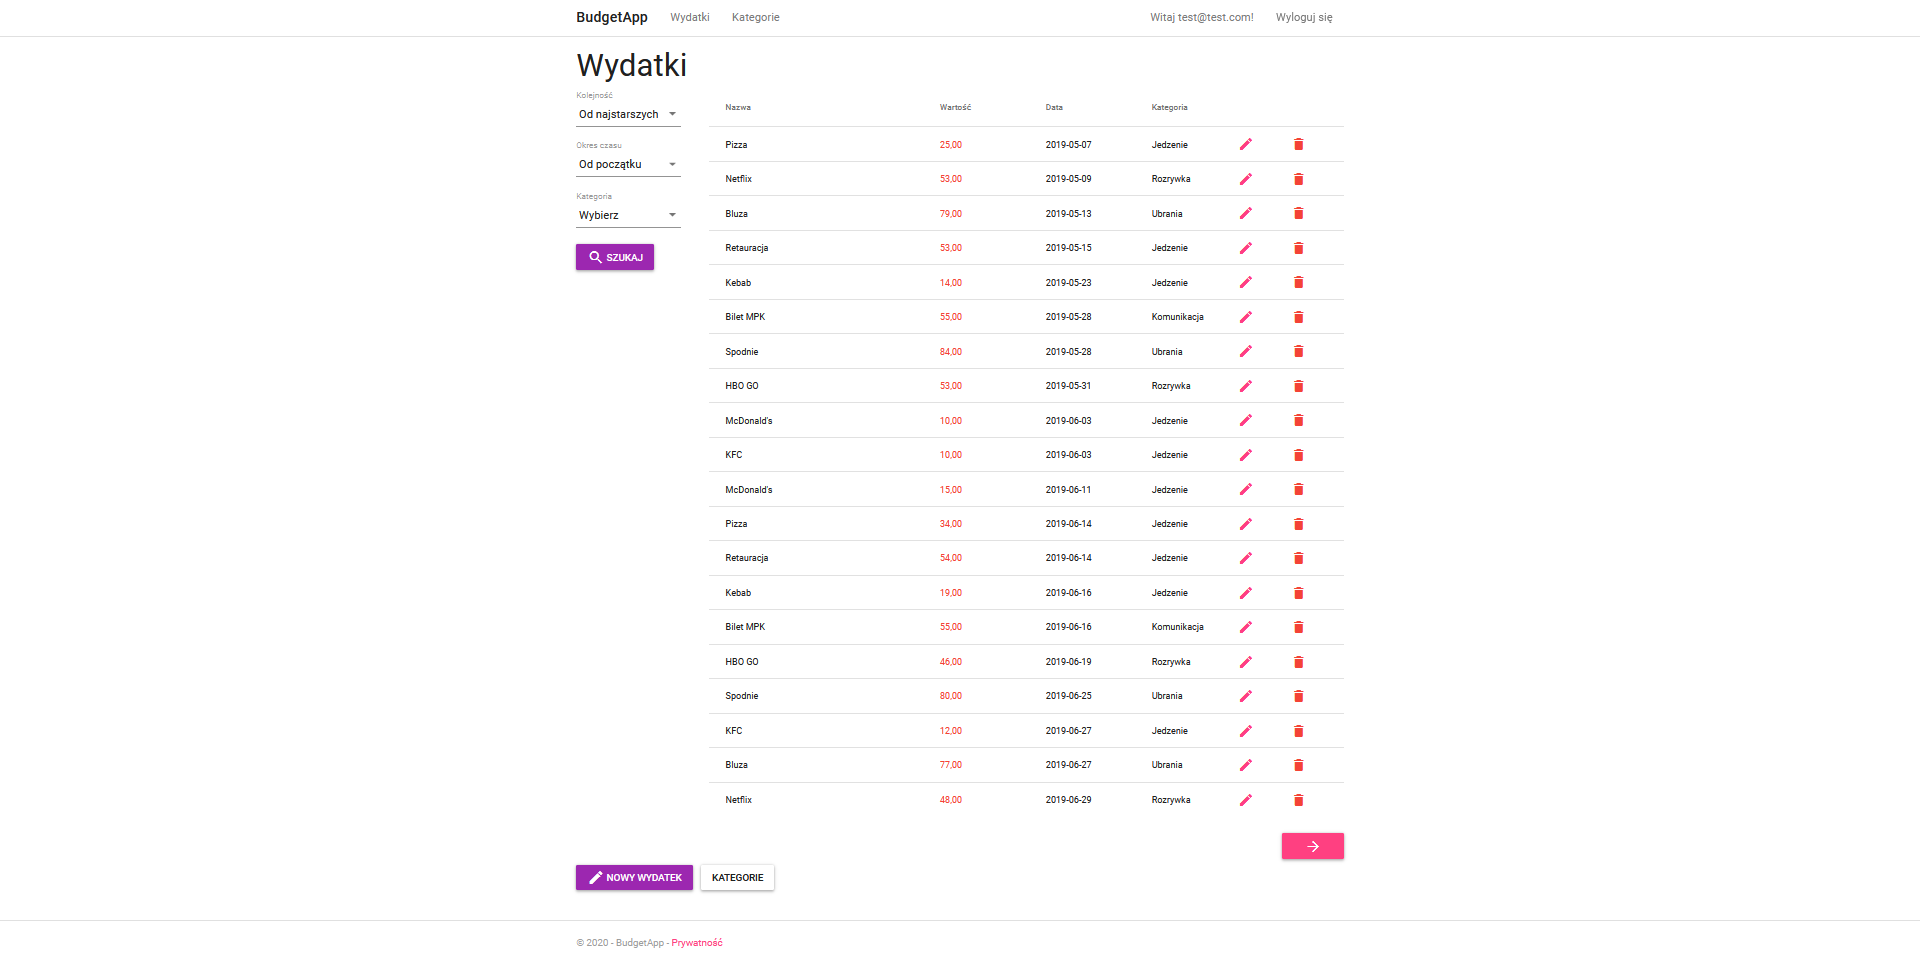 BudgetApp Wydatki Kategorie Witaj test@test.com! Wyloguj się
Wydatki
Kolejność
Od najstarszych
Okres czasu
Od początku
Kategoria
Wybierz
SZUKAJ
Nazwa Wartość Data Kategoria
Pizza 25,00 2019-05-07 Jedzenie
Netflix 53,00 2019-05-09 Rozrywka
Bluza 79,00 2019-05-13 Ubrania
Retauracja 53,00 2019-05-15 Jedzenie
Kebab 14,00 2019-05-23 Jedzenie
Bilet MPK 55,00 2019-05-28 Komunikacja
Spodnie 84,00 2019-05-28 Ubrania
HBO GO 53,00 2019-05-31 Rozrywka
McDonald's 10,00 2019-06-03 Jedzenie
KFC 10,00 2019-06-03 Jedzenie
McDonald's 15,00 2019-06-11 Jedzenie
Pizza 34,00 2019-06-14 Jedzenie
Retauracja 54,00 2019-06-14 Jedzenie
Kebab 19,00 2019-06-16 Jedzenie
Bilet MPK 55,00 2019-06-16 Komunikacja
HBO GO 46,00 2019-06-19 Rozrywka
Spodnie 80,00 2019-06-25 Ubrania
KFC 12,00 2019-06-27 Jedzenie
Bluza 77,00 2019-06-27 Ubrania
Netflix 48,00 2019-06-29 Rozrywka
NOWY WYDATEK KATEGORIE
© 2020 - BudgetApp - Prywatność